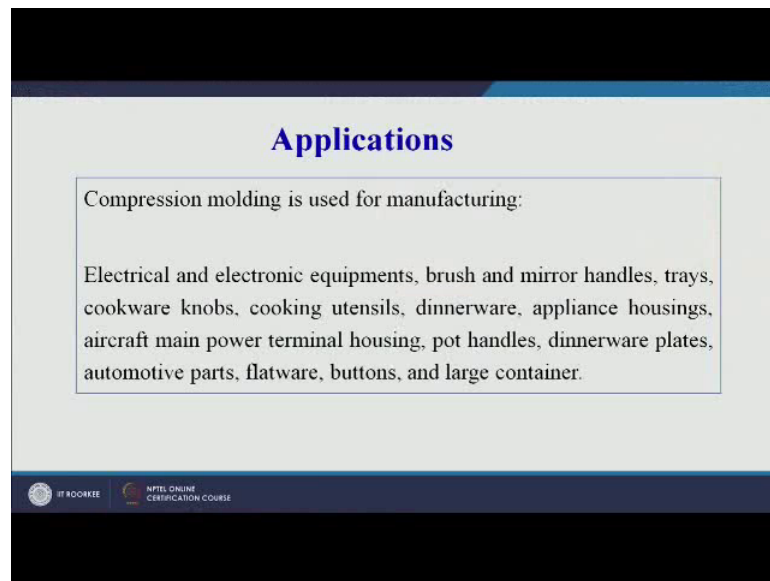 Applications
Compression molding is used for manufacturing:
Electrical and electronic equipments, brush and mirror handles, trays,
cookware knobs, cooking utensils, dinnerware, appliance housings,
aircraft main power terminal housing, pot handles, dinnerware plates,
automotive parts, flatware, buttons, and large container.
IIT ROORKEE
NPTEL ONLINE
CERTIFICATION COURSE